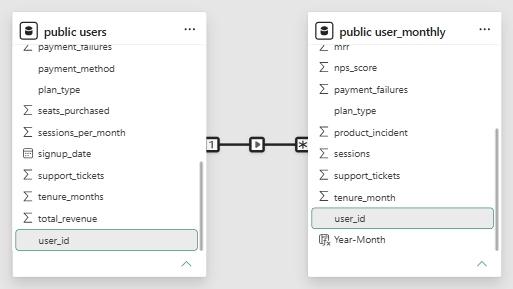 public users
payment_failures
payment_method
plan_type
seats_purchased
sessions_per_month
signup_date
support_tickets
tenure_months
total_revenue
user_id
1
*
public user_monthly
mrr
nps_score
payment_failures
plan_type
product_incident
sessions
support_tickets
tenure_month
user_id
Year-Month